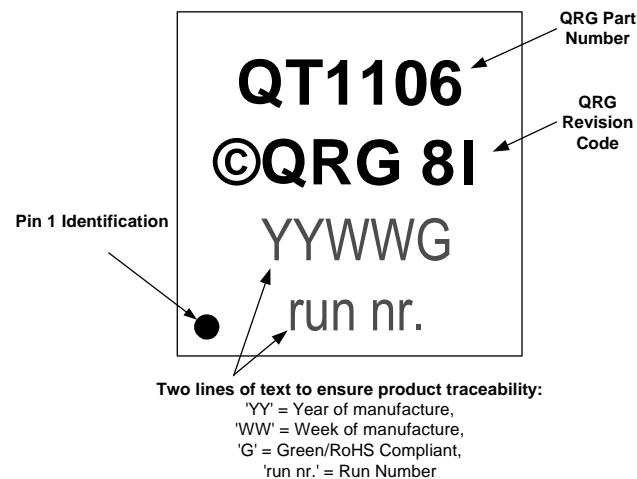 QRG Part
Number
QT1106
QRG
Revision
Code
©QRG 8I
Pin 1 Identification
YYWWG
run nr.
Two lines of text to ensure product traceability:
'YY' = Year of manufacture,
'WW' = Week of manufacture,
'G' = Green/RoHS Compliant,
'run nr.' = Run Number